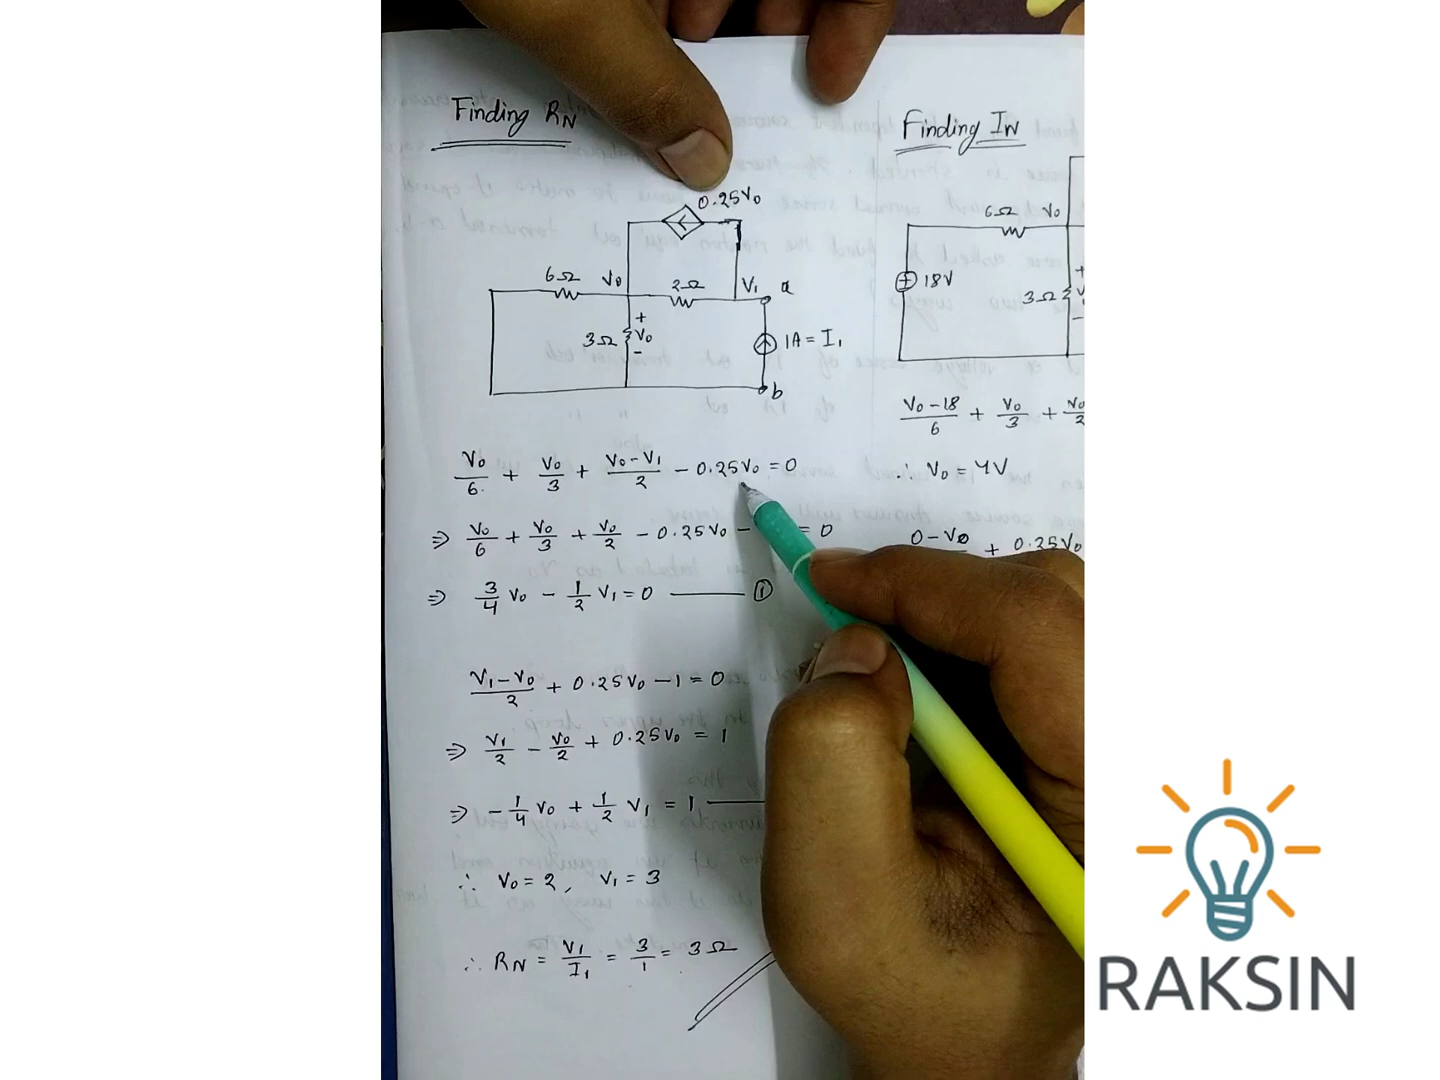 Finding RN
0.25V₀
6Ω V₀ 2Ω V₁ a
3Ω + V₀ - 1A = I₁
b
V₀/6 + V₀/3 + (V₀-V₁)/2 - 0.25V₀ = 0
⇒ V₀/6 + V₀/3 + V₀/2 - 0.25V₀ - = 0
⇒ 3/4 V₀ - 1/2 V₁ = 0 —— ①
(V₁-V₀)/2 + 0.25V₀ - 1 = 0
⇒ V₁/2 - V₀/2 + 0.25V₀ = 1
⇒ -1/4 V₀ + 1/2 V₁ = 1 ——
∴ V₀ = 2, V₁ = 3
∴ RN = V₁/I₁ = 3/1 = 3Ω
Finding IN
6Ω V₀
18V
3Ω + V -
(V₀-18)/6 + V₀/3 + V₀/2
∴ V₀ = 4V
0-V₀ + 0.25V₀
RAKSIN